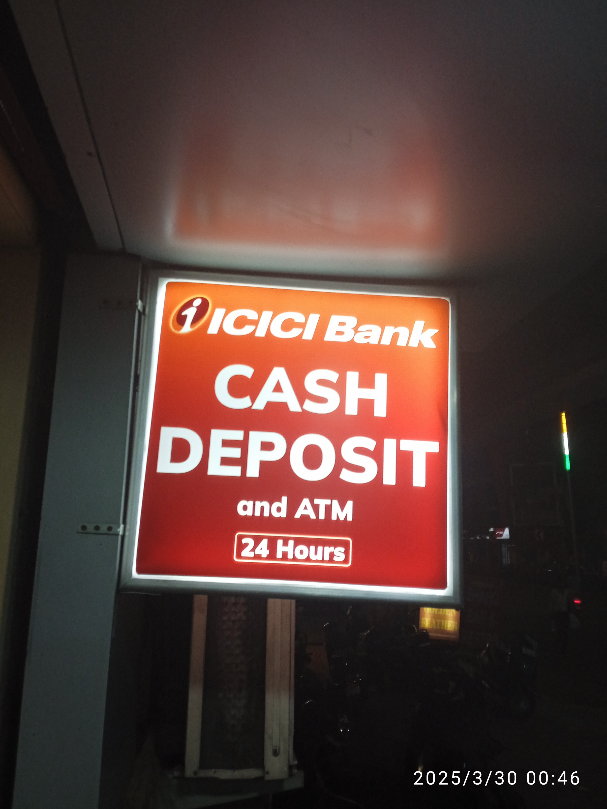 i ICICI Bank
CASH
DEPOSIT
and ATM
24 Hours
2025/3/30 00:46